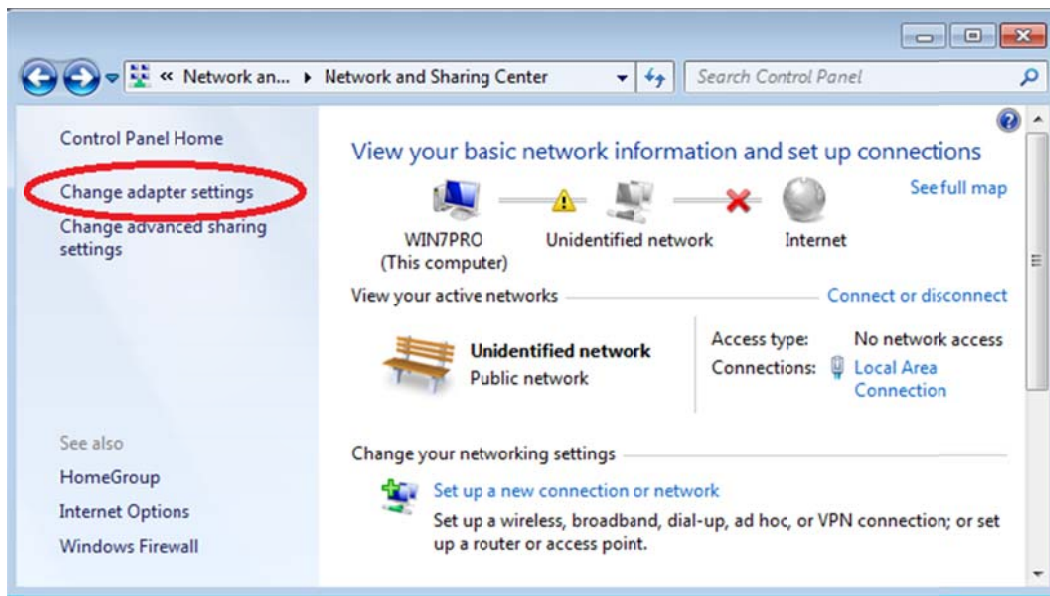 « Network an... ▸ Network and Sharing Center
Search Control Panel
Control Panel Home
Change adapter settings
Change advanced sharing
settings
See also
HomeGroup
Internet Options
Windows Firewall
View your basic network information and set up connections
See full map
WIN7PRO
(This computer)
Unidentified network
Internet
View your active networks
Connect or disconnect
Unidentified network
Public network
Access type: No network access
Connections: Local Area
Connection
Change your networking settings
Set up a new connection or network
Set up a wireless, broadband, dial-up, ad hoc, or VPN connection; or set
up a router or access point.